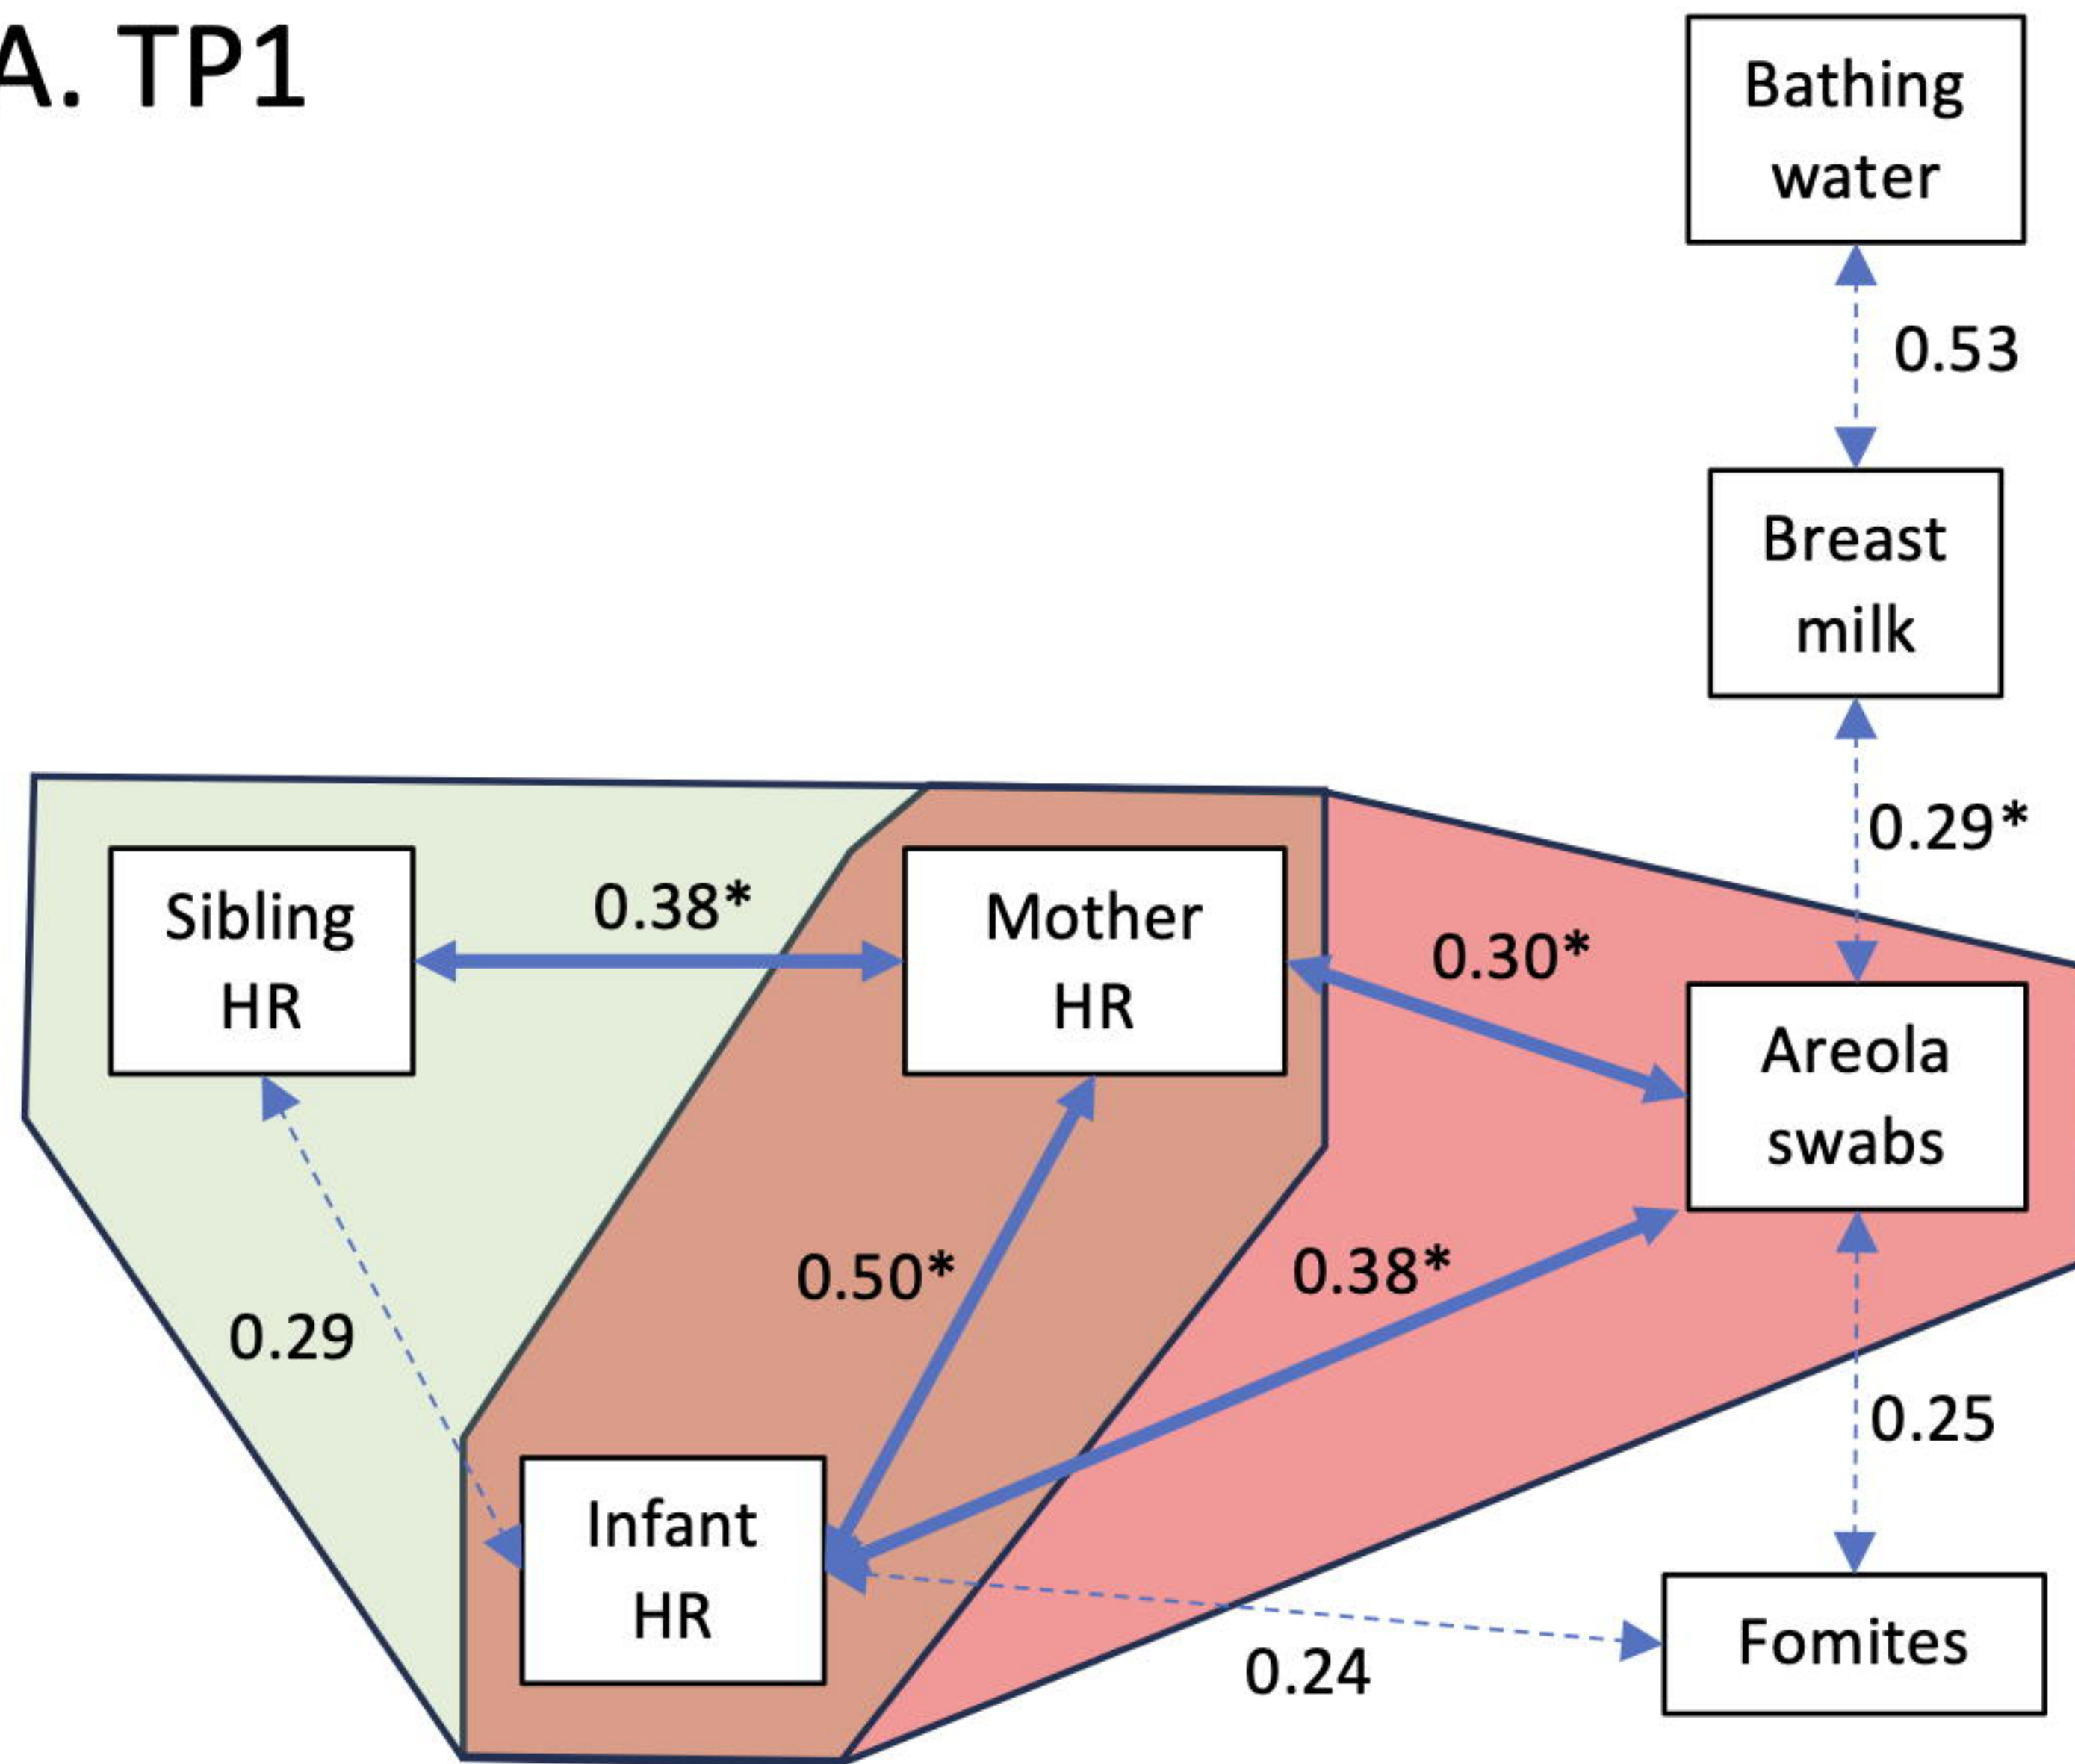 A. TP1
Bathing
water
0.53
Breast
milk
0.29*
Sibling
HR
0.38*
Mother
HR
0.30*
Areola
swabs
0.50*
0.38*
0.29
0.25
Infant
HR
0.24
Fomites